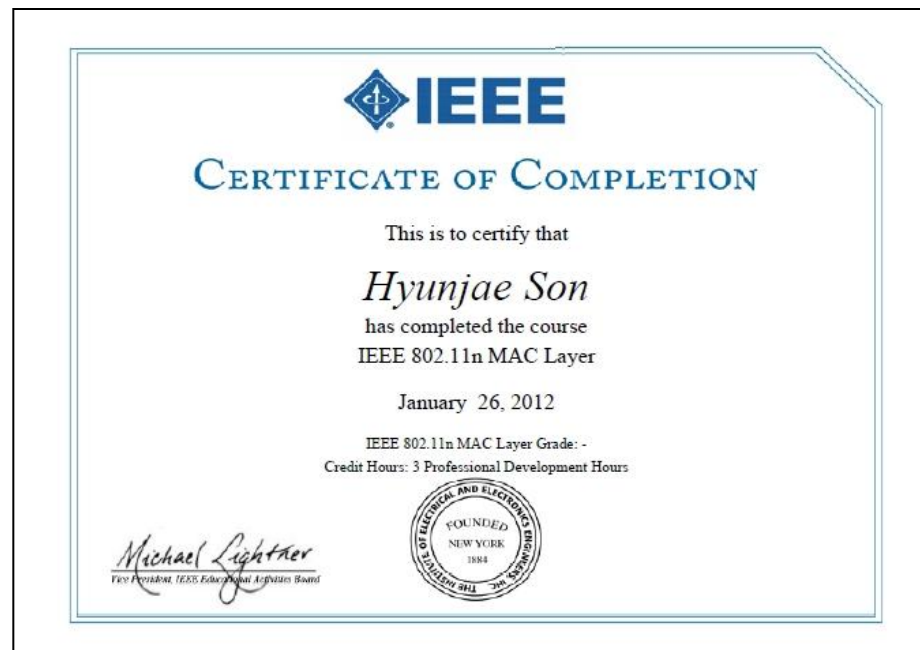 IEEE
CERTIFICATE OF COMPLETION
This is to certify that
Hyunjae Son
has completed the course
IEEE 802.11n MAC Layer
January 26, 2012
IEEE 802.11n MAC Layer Grade: -
Credit Hours: 3 Professional Development Hours
THE INSTITUTE OF ELECTRICAL AND ELECTRONICS ENGINEERS, INC.
FOUNDED
NEW YORK
1884
Michael Lightner
Vice President, IEEE Educational Activities Board